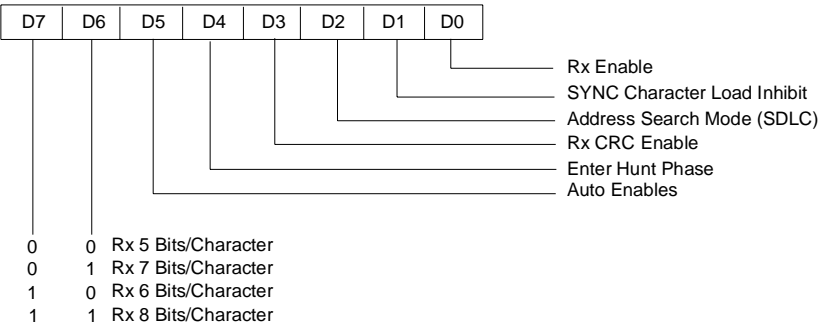 D7 D6 D5 D4 D3 D2 D1 D0
Rx Enable
SYNC Character Load Inhibit
Address Search Mode (SDLC)
Rx CRC Enable
Enter Hunt Phase
Auto Enables
0 0 Rx 5 Bits/Character
0 1 Rx 7 Bits/Character
1 0 Rx 6 Bits/Character
1 1 Rx 8 Bits/Character